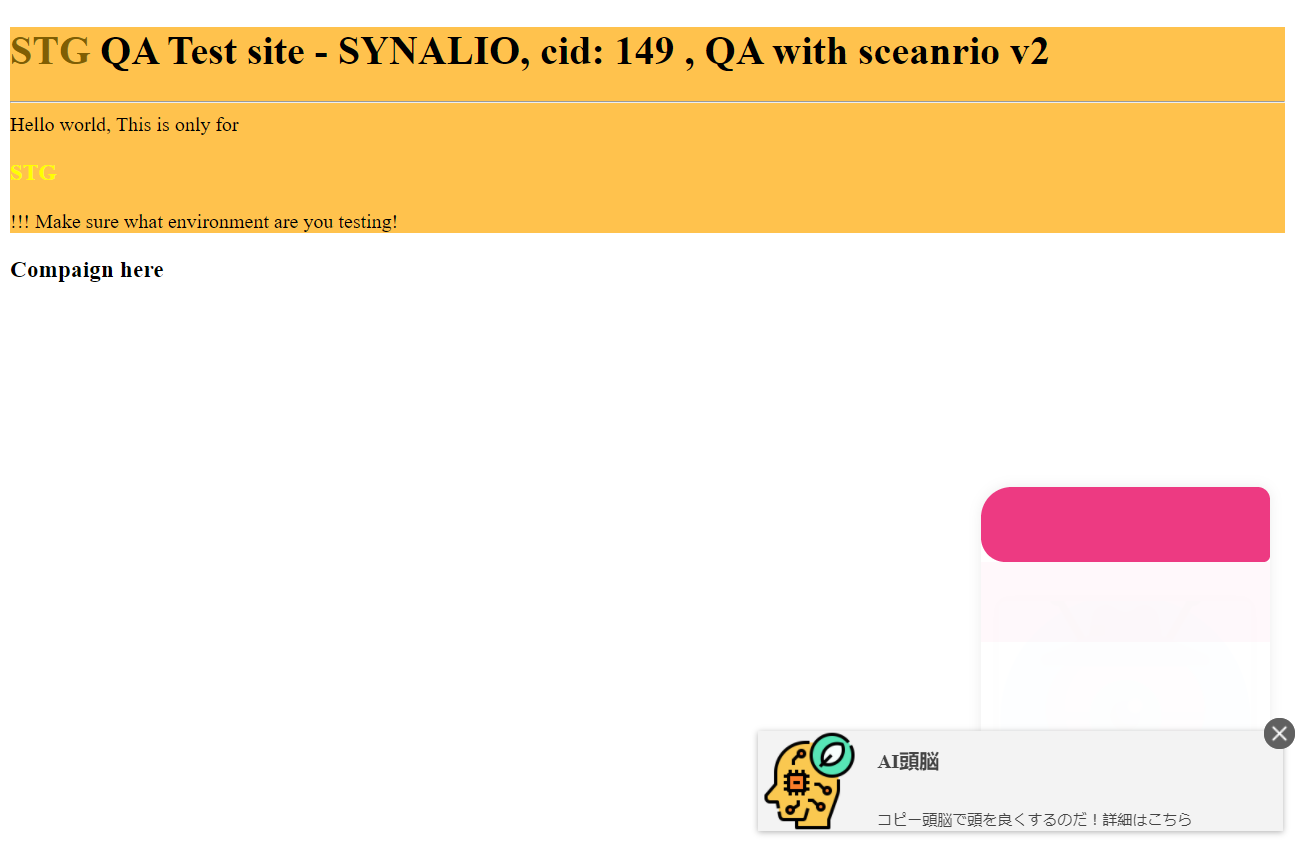 STG QA Test site - SYNALIO, cid: 149 , QA with sceanrio v2
Hello world, This is only for
STG
!!! Make sure what environment are you testing!
Compaign here
AI頭脳
コピー頭脳で頭を良くするのだ！詳細はこちら